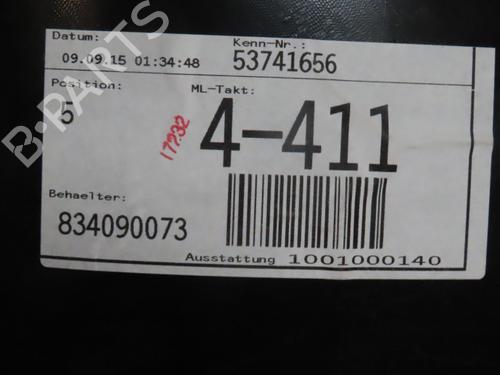 Datum: Kenn-Nr.:
09.09.15 01:34:48 53741656
Position: ML-Takt:
5 4-411
17732
Behaelter:
834090073
Ausstattung 1001000140
B-PARTS